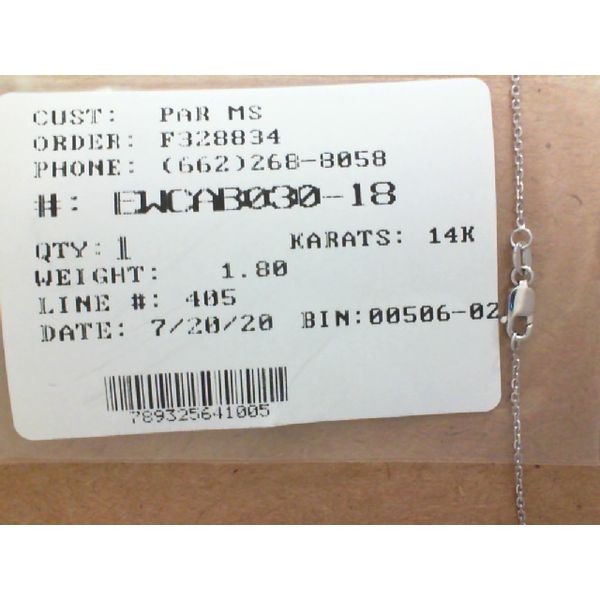 CUST: PAR MS
ORDER: F328834
PHONE: (662)268-8058
#: EWCAB030-18
QTY: 1 KARATS: 14K
WEIGHT: 1.80
LINE #: 405
DATE: 7/20/20 BIN:00506-02
789325641005